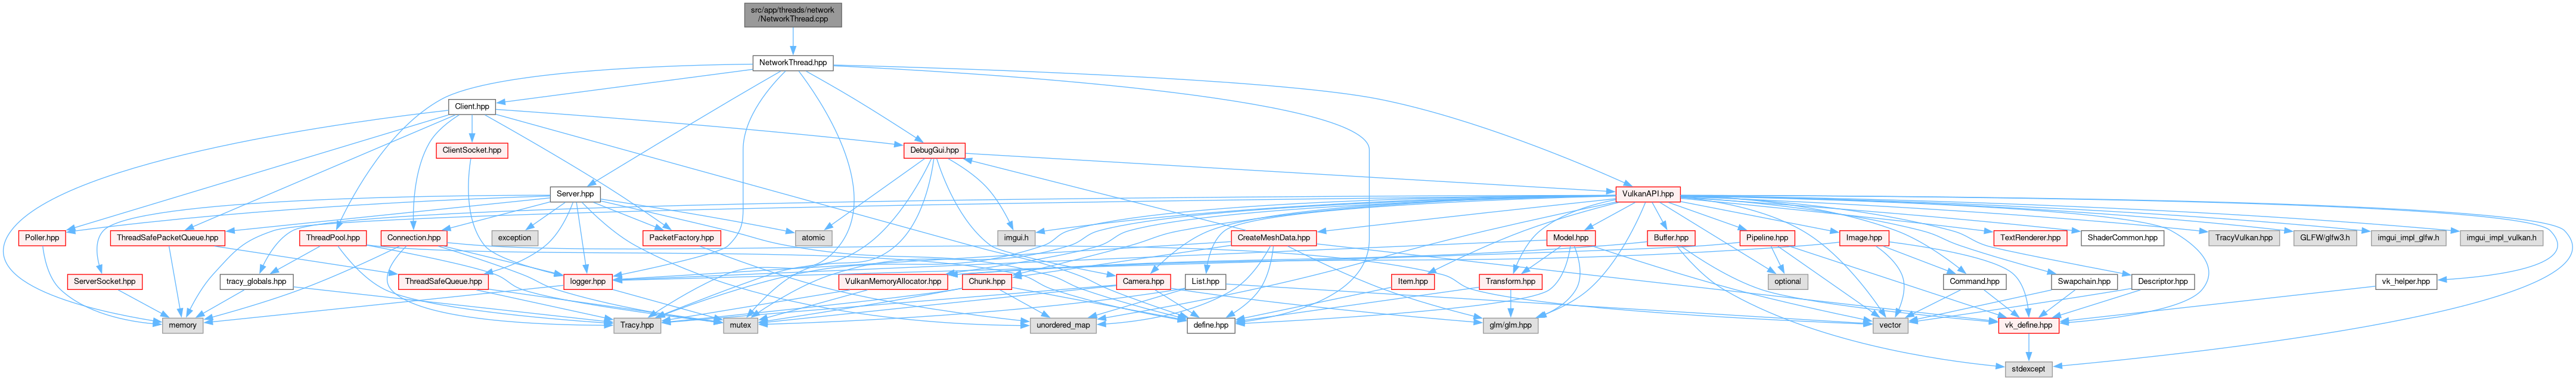 src/app/threads/network
/NetworkThread.cpp
NetworkThread.hpp
Client.hpp
ClientSocket.hpp
DebugGui.hpp
Server.hpp
VulkanAPI.hpp
Poller.hpp
ThreadSafePacketQueue.hpp
ThreadPool.hpp
Connection.hpp
exception
PacketFactory.hpp
atomic
imgui.h
CreateMeshData.hpp
Model.hpp
Buffer.hpp
Pipeline.hpp
Image.hpp
TextRenderer.hpp
ShaderCommon.hpp
TracyVulkan.hpp
GLFW/glfw3.h
imgui_impl_glfw.h
imgui_impl_vulkan.h
ServerSocket.hpp
tracy_globals.hpp
ThreadSafeQueue.hpp
logger.hpp
VulkanMemoryAllocator.hpp
Chunk.hpp
Camera.hpp
List.hpp
Item.hpp
Transform.hpp
optional
Command.hpp
Swapchain.hpp
Descriptor.hpp
vk_helper.hpp
memory
Tracy.hpp
mutex
unordered_map
define.hpp
glm/glm.hpp
vector
vk_define.hpp
stdexcept